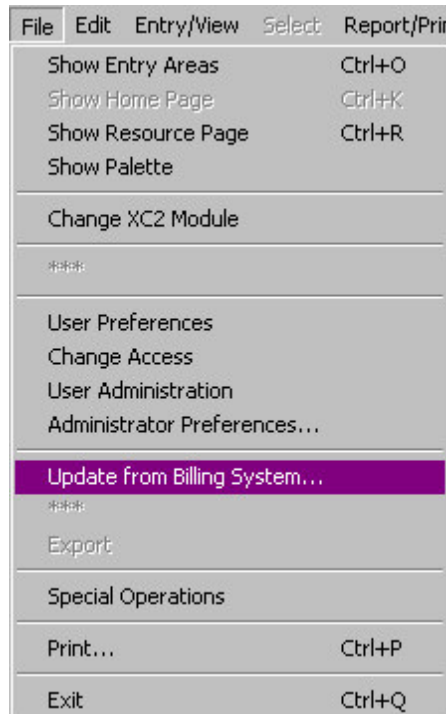 File Edit Entry/View Select Report/Prin
Show Entry Areas Ctrl+O
Show Home Page Ctrl+K
Show Resource Page Ctrl+R
Show Palette
Change XC2 Module
***
User Preferences
Change Access
User Administration
Administrator Preferences...
Update from Billing System...
***
Export
Special Operations
Print... Ctrl+P
Exit Ctrl+Q